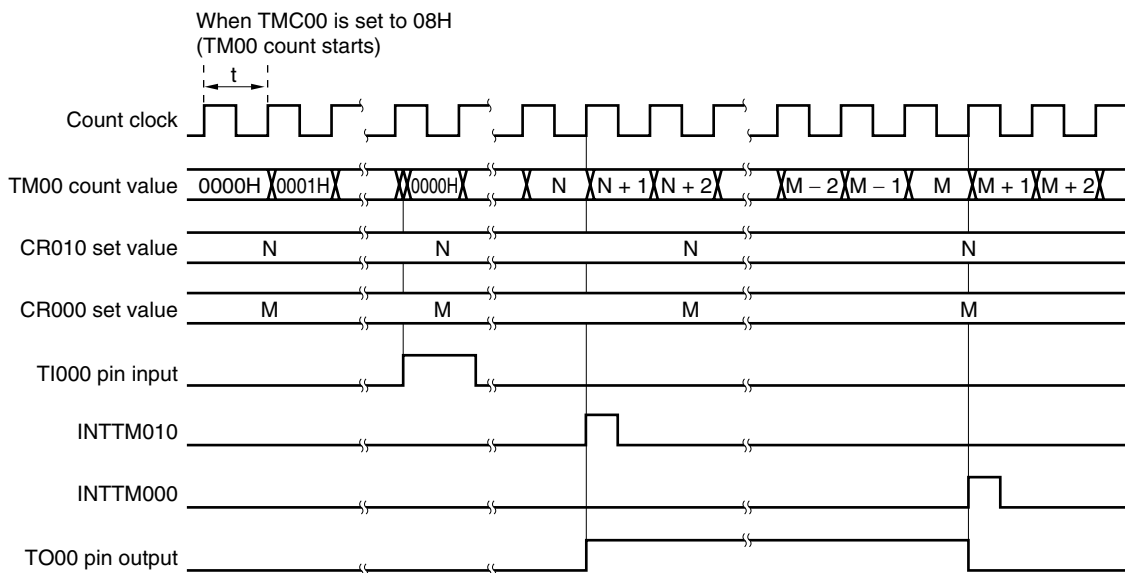 When TMC00 is set to 08H
(TM00 count starts)
t
Count clock
TM00 count value 0000H 0001H 0000H N N + 1 N + 2 M − 2 M − 1 M M + 1 M + 2
CR010 set value N N N N
CR000 set value M M M M
TI000 pin input
INTTM010
INTTM000
TO00 pin output